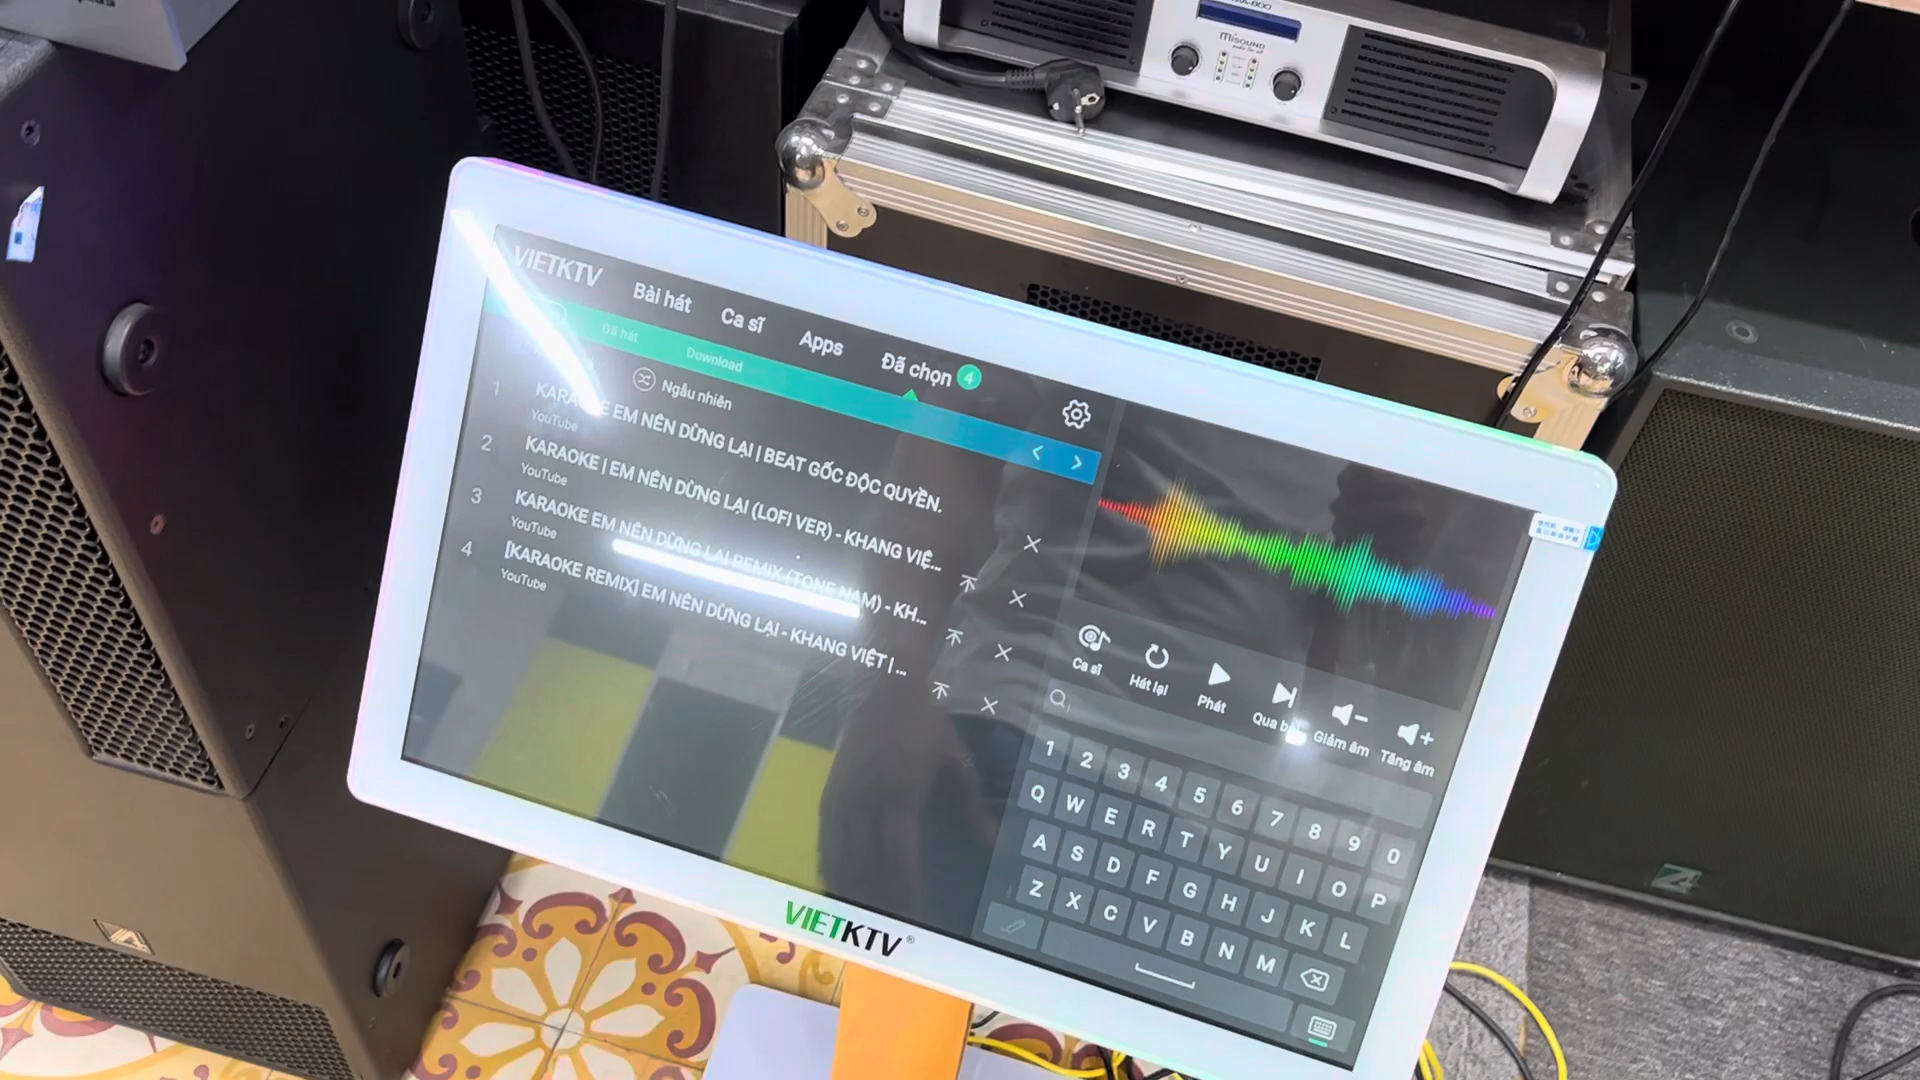 MISOUND
VIETKTV
Bài hát
Ca sĩ
Apps
Đã chọn 4
Đã hát
Download
Ngẫu nhiên
1 KARAOKE EM NÊN DỪNG LẠI | BEAT GỐC ĐỘC QUYỀN.
YouTube
2 KARAOKE | EM NÊN DỪNG LẠI (LOFI VER) - KHANG VIỆ...
YouTube
3 KARAOKE EM NÊN DỪNG LẠI REMIX (TONE NAM) - KH...
YouTube
4 [KARAOKE REMIX] EM NÊN DỪNG LẠI - KHANG VIỆT | ...
YouTube
Ca sĩ
Hát lại
Phát
Qua bài
Giảm âm
Tăng âm
1 2 3 4 5 6 7 8 9 0
Q W E R T Y U I O P
A S D F G H J K L
Z X C V B N M
VIETKTV®